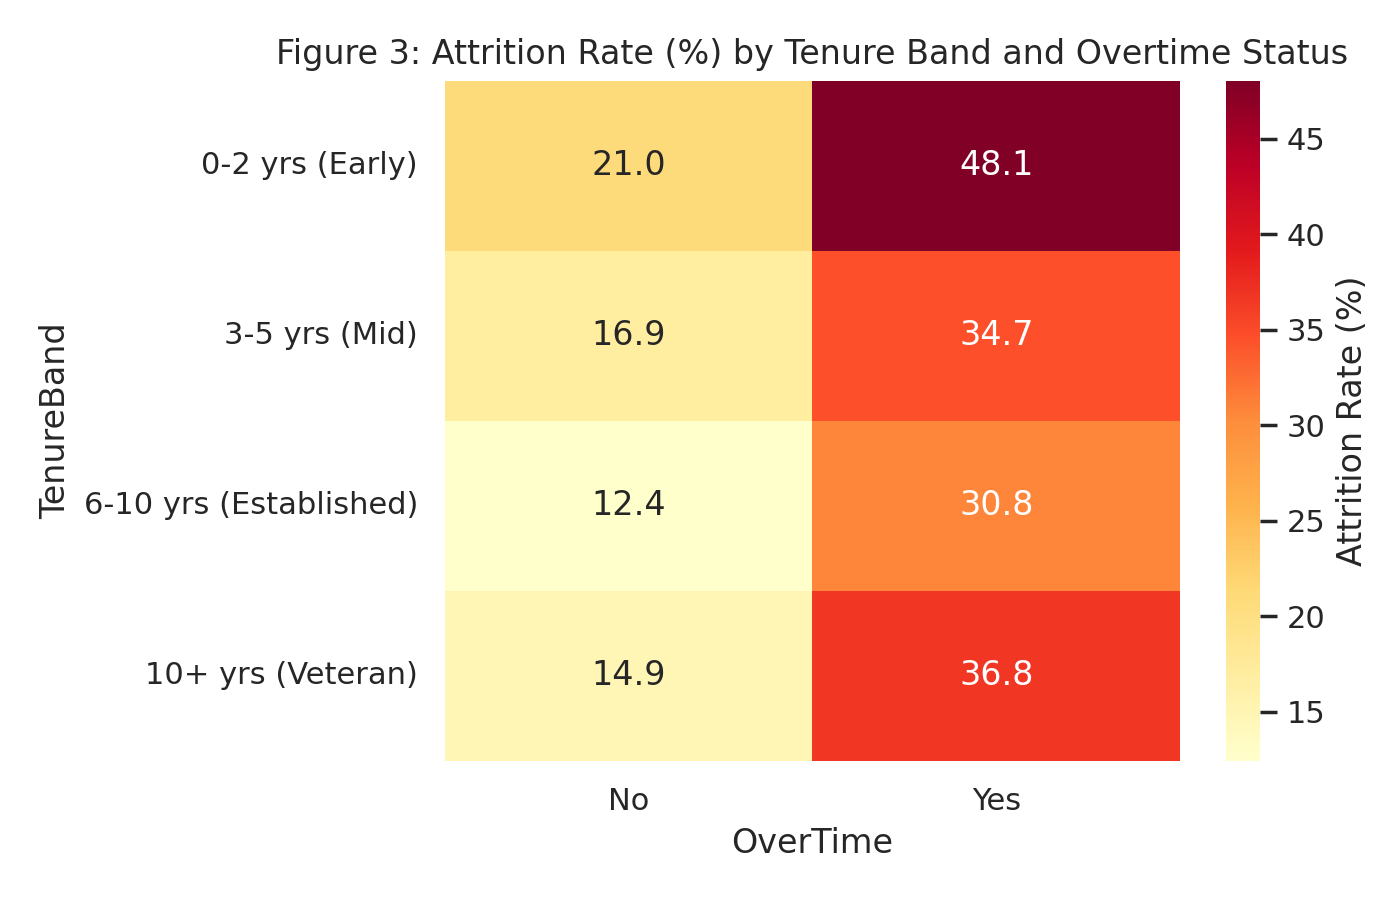 Figure 3: Attrition Rate (%) by Tenure Band and Overtime Status
TenureBand
0-2 yrs (Early)
21.0
48.1
3-5 yrs (Mid)
16.9
34.7
6-10 yrs (Established)
12.4
30.8
10+ yrs (Veteran)
14.9
36.8
No
Yes
OverTime
45
40
35
30
25
20
15
Attrition Rate (%)